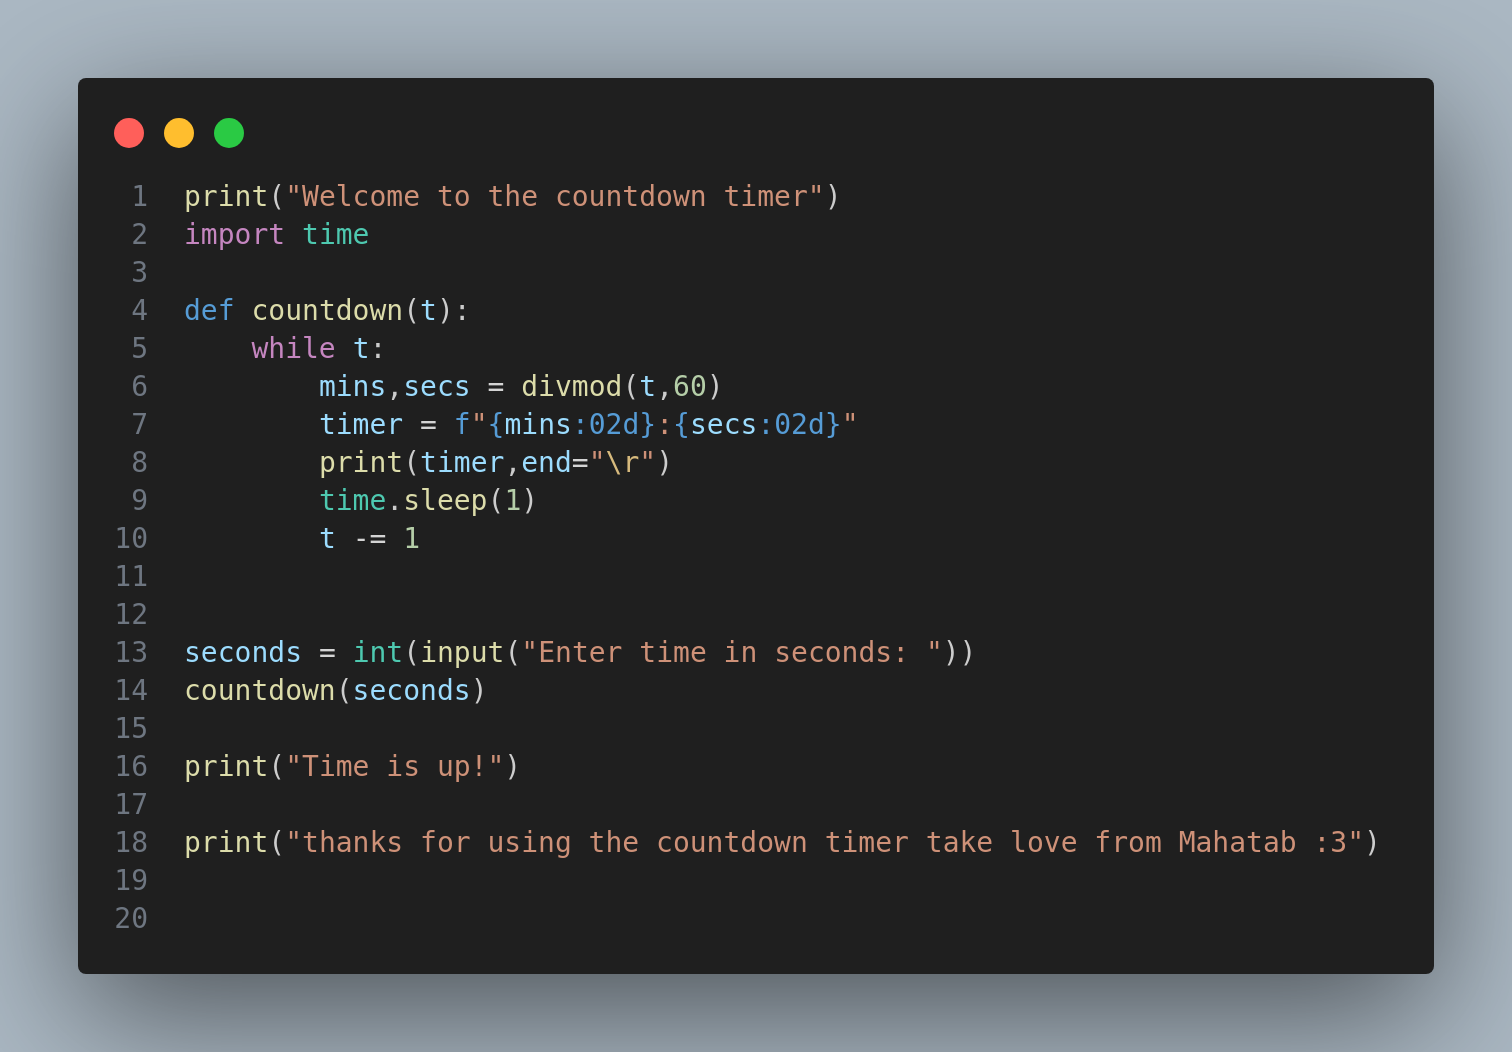 1 print("Welcome to the countdown timer")
2 import time
3
4 def countdown(t):
5     while t:
6         mins,secs = divmod(t,60)
7         timer = f"{mins:02d}:{secs:02d}"
8         print(timer,end="\r")
9         time.sleep(1)
10         t -= 1
11
12
13 seconds = int(input("Enter time in seconds: "))
14 countdown(seconds)
15
16 print("Time is up!")
17
18 print("thanks for using the countdown timer take love from Mahatab :3")
19
20